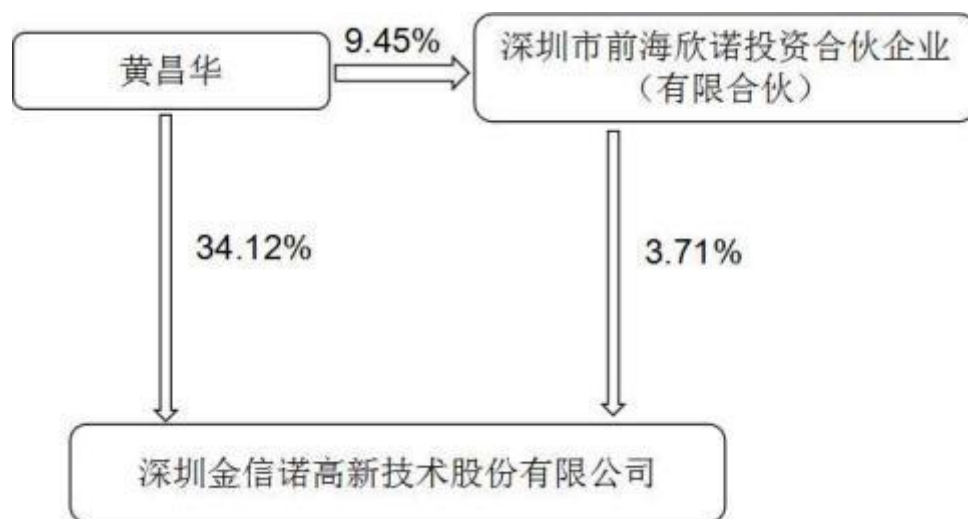 黄昌华
9.45%
深圳市前海欣诺投资合伙企业
（有限合伙）
34.12%
3.71%
深圳金信诺高新技术股份有限公司